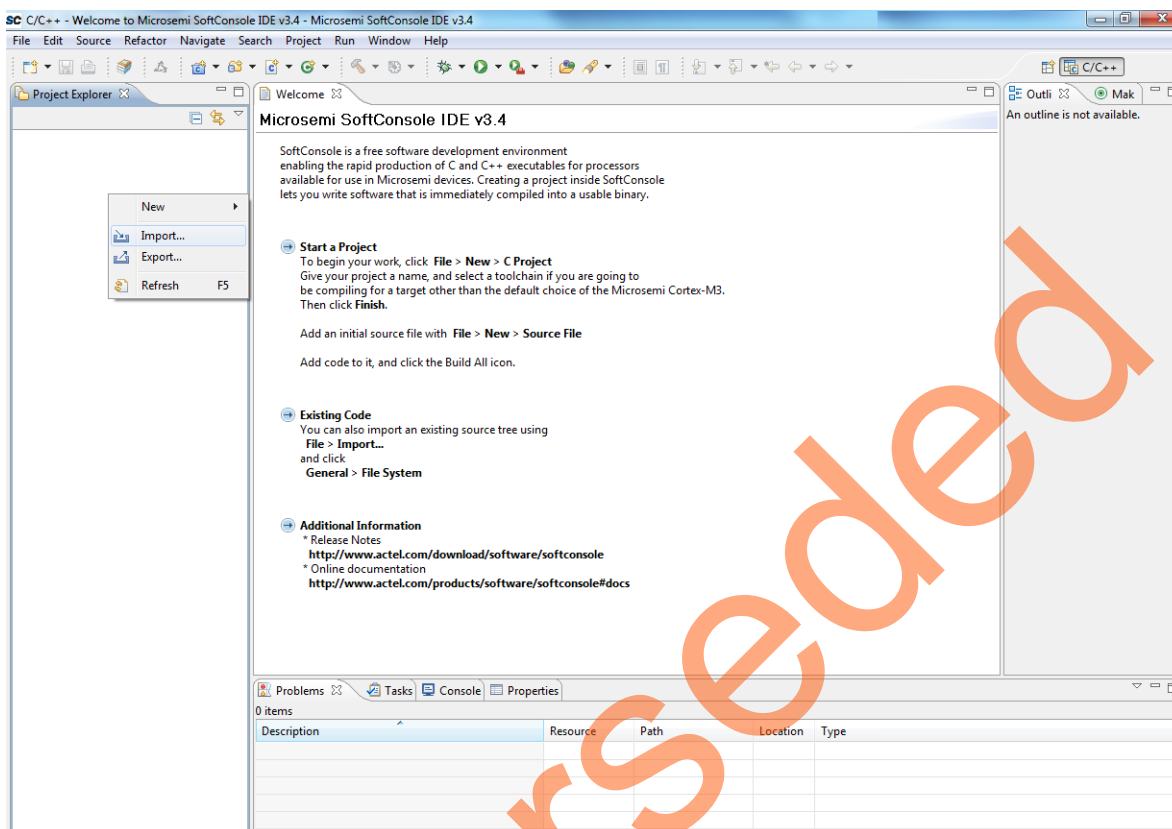 SC C/C++ - Welcome to Microsemi SoftConsole IDE v3.4 - Microsemi SoftConsole IDE v3.4
File Edit Source Refactor Navigate Search Project Run Window Help
C/C++
Project Explorer
Welcome
Outli
Mak
Microsemi SoftConsole IDE v3.4
An outline is not available.
SoftConsole is a free software development environment
enabling the rapid production of C and C++ executables for processors
available for use in Microsemi devices. Creating a project inside SoftConsole
lets you write software that is immediately compiled into a usable binary.
New
Import...
Export...
Refresh F5
Start a Project
To begin your work, click File > New > C Project
Give your project a name, and select a toolchain if you are going to
be compiling for a target other than the default choice of the Microsemi Cortex-M3.
Then click Finish.
Add an initial source file with File > New > Source File
Add code to it, and click the Build All icon.
Existing Code
You can also import an existing source tree using
File > Import...
and click
General > File System
Additional Information
* Release Notes
http://www.actel.com/download/software/softconsole
* Online documentation
http://www.actel.com/products/software/softconsole#docs
Problems Tasks Console Properties
0 items
Description Resource Path Location Type
rseded